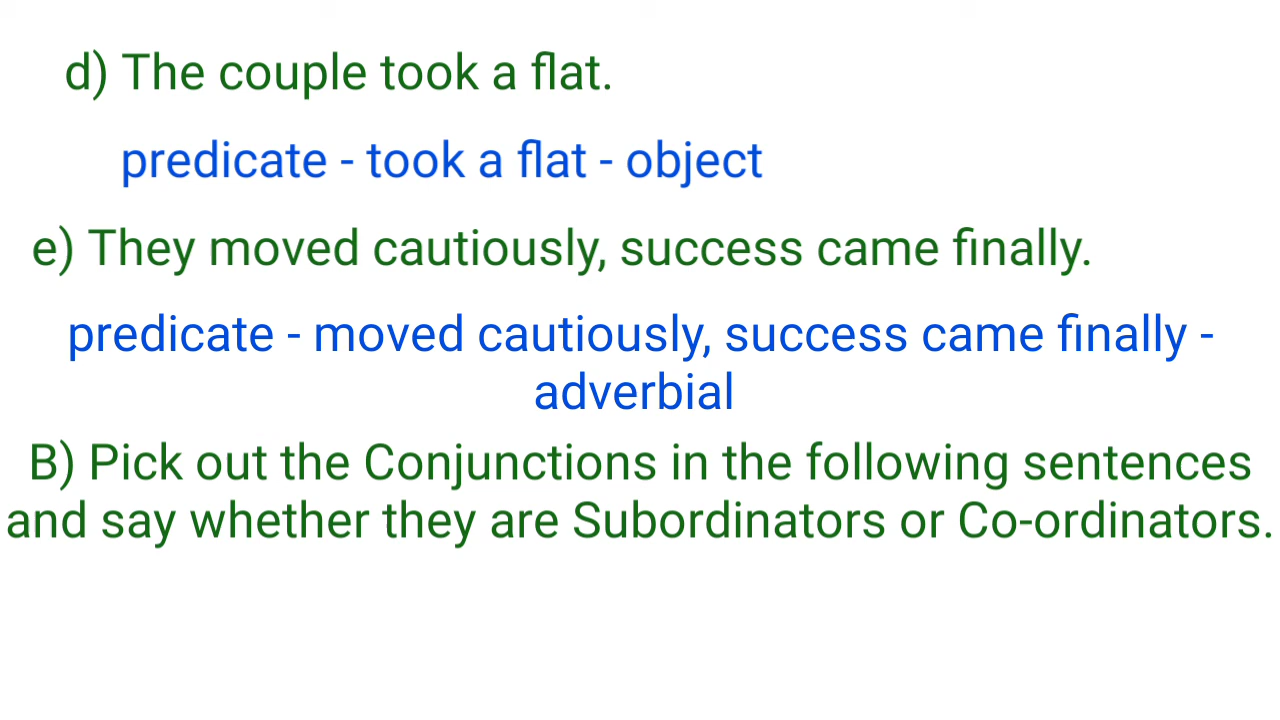 d) The couple took a flat.
predicate - took a flat - object
e) They moved cautiously, success came finally.
predicate - moved cautiously, success came finally -
adverbial
B) Pick out the Conjunctions in the following sentences
and say whether they are Subordinators or Co-ordinators.